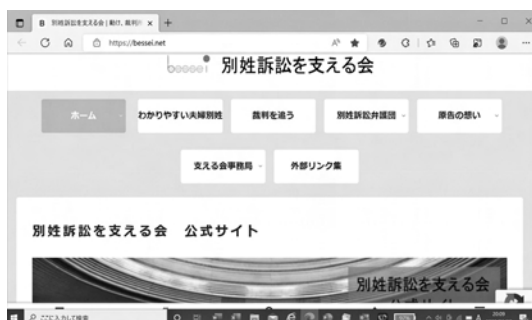 B 別姓訴訟を支える会 | 動け、裁判
https://bessei.net
bessei 別姓訴訟を支える会
ホーム わかりやすい夫婦別姓 裁判を追う 別姓訴訟弁護団 原告の想い
支える会事務局 外部リンク集
別姓訴訟を支える会 公式サイト
別姓訴訟を支える会
ここに入力して検索